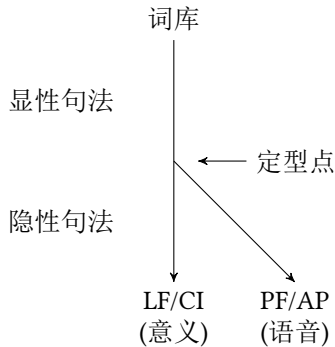 词库
显性句法
定型点
隐性句法
LF/CI
(意义)
PF/AP
(语音)